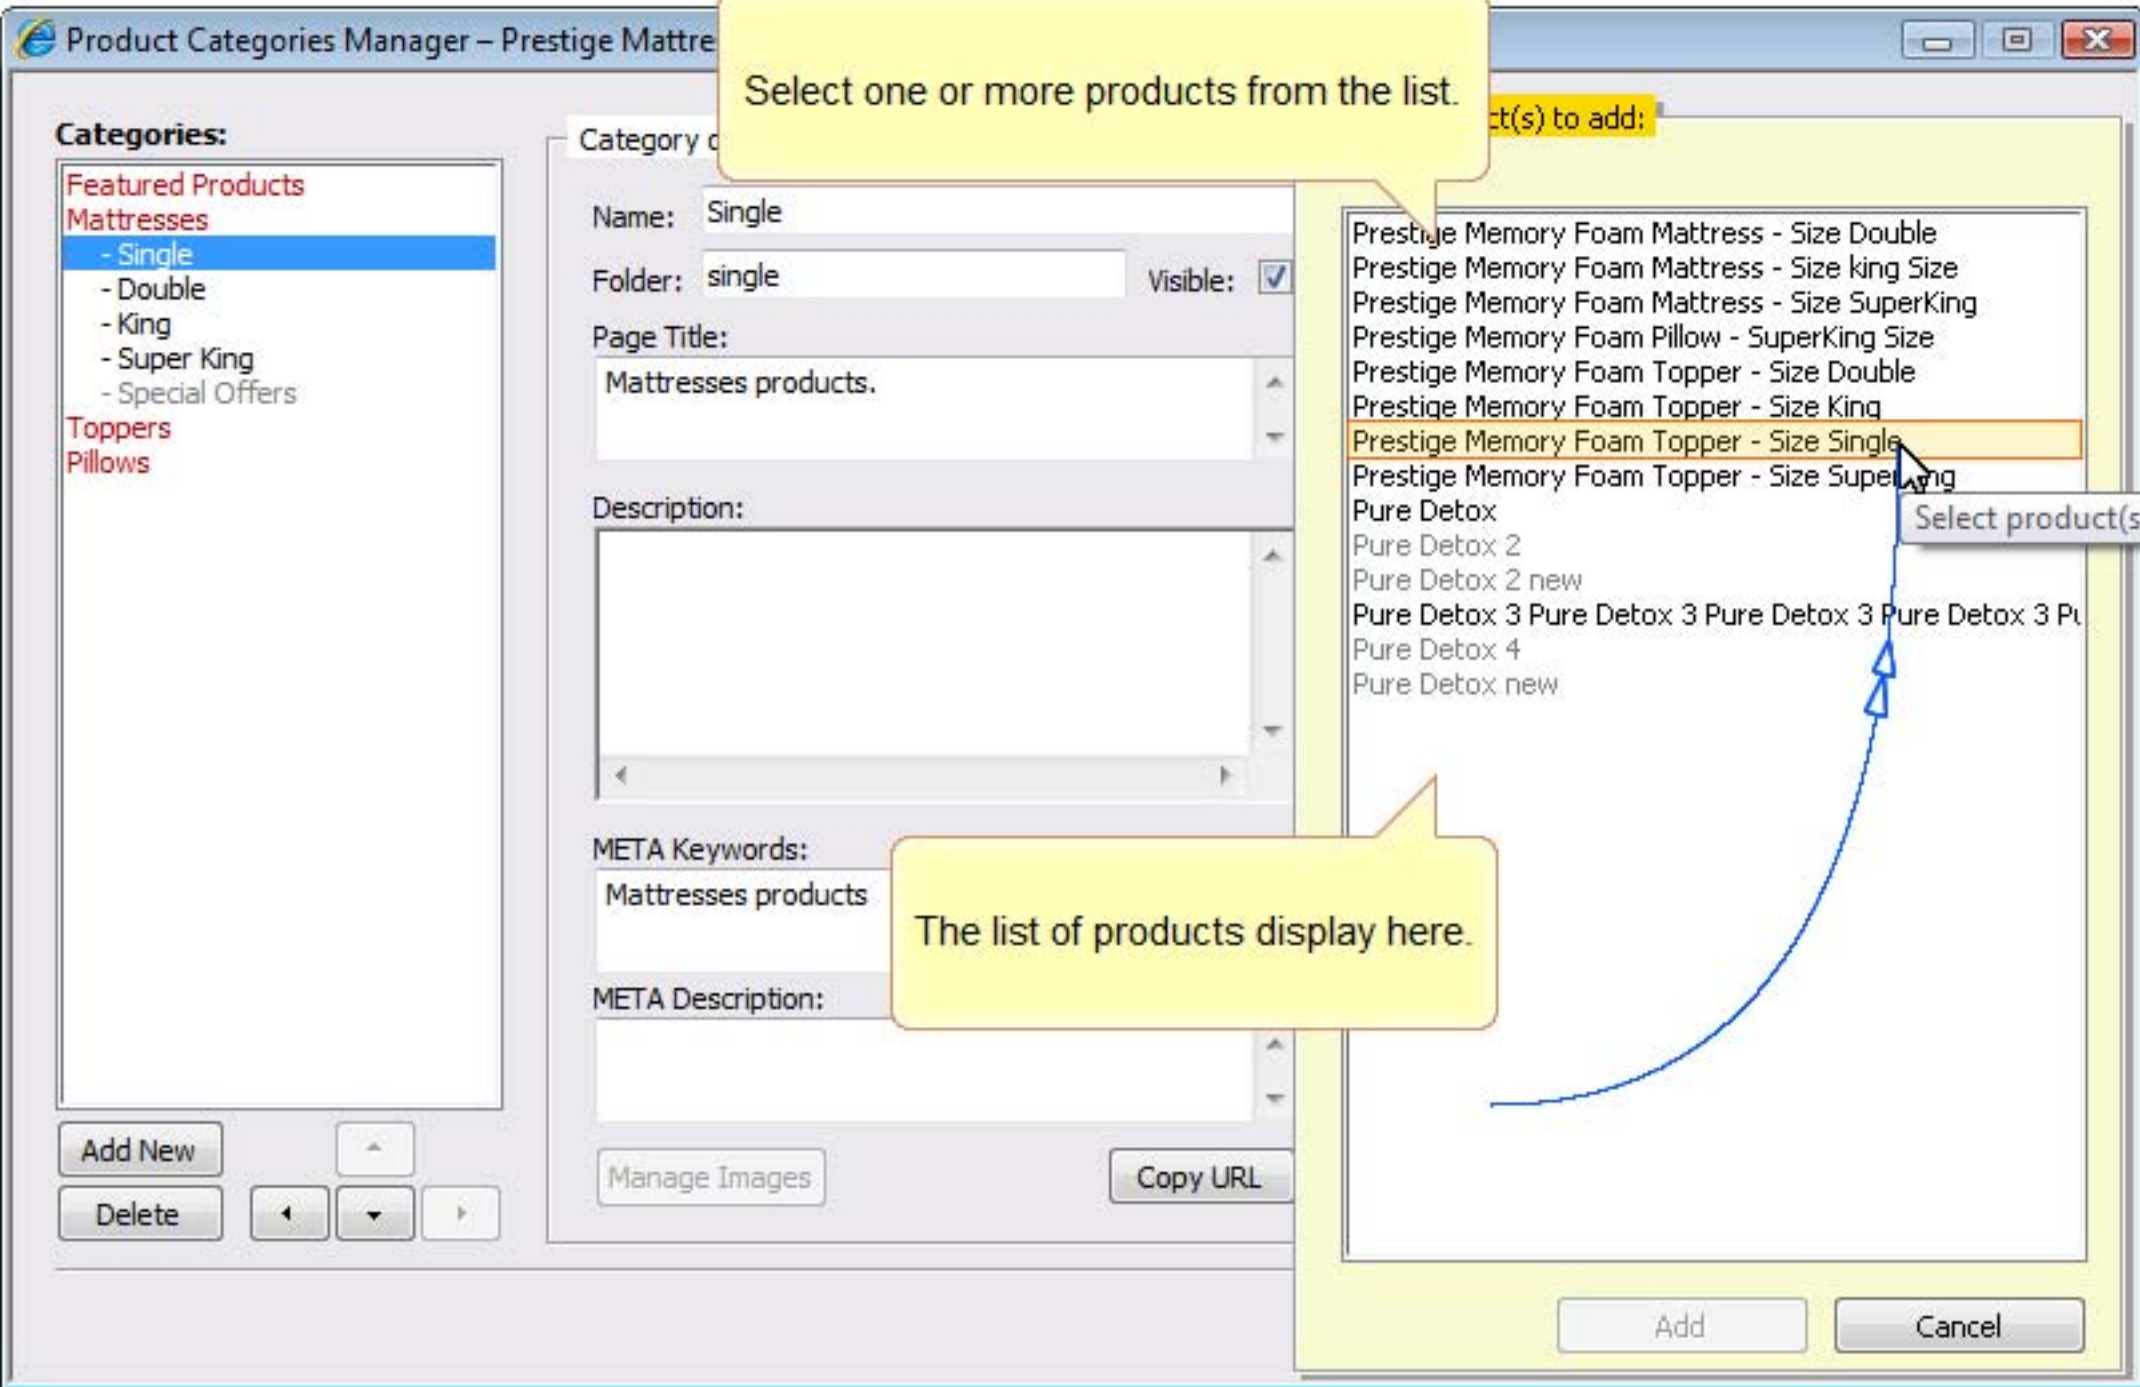 Product Categories Manager – Prestige Mattre
Select one or more products from the list.
ct(s) to add:
Categories:
Featured Products
Mattresses
- Single
- Double
- King
- Super King
- Special Offers
Toppers
Pillows
Add New
Delete
Category
Name: Single
Folder: single Visible:
Page Title:
Mattresses products.
Description:
META Keywords:
Mattresses products
META Description:
Manage Images
Copy URL
Prestige Memory Foam Mattress - Size Double
Prestige Memory Foam Mattress - Size king Size
Prestige Memory Foam Mattress - Size SuperKing
Prestige Memory Foam Pillow - SuperKing Size
Prestige Memory Foam Topper - Size Double
Prestige Memory Foam Topper - Size King
Prestige Memory Foam Topper - Size Single
Prestige Memory Foam Topper - Size SuperKing
Select product(s
Pure Detox
Pure Detox 2
Pure Detox 2 new
Pure Detox 3 Pure Detox 3 Pure Detox 3 Pure Detox 3 Pu
Pure Detox 4
Pure Detox new
The list of products display here.
Add
Cancel